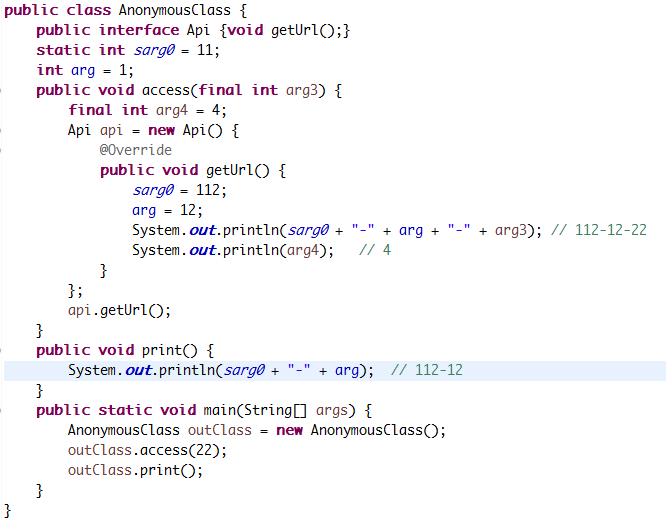 public class AnonymousClass {
    public interface Api {void getUrl();}
    static int sarg0 = 11;
    int arg = 1;
    public void access(final int arg3) {
        final int arg4 = 4;
        Api api = new Api() {
            @Override
            public void getUrl() {
                sarg0 = 112;
                arg = 12;
                System.out.println(sarg0 + "-" + arg + "-" + arg3); // 112-12-22
                System.out.println(arg4);   // 4
            }
        };
        api.getUrl();
    }
    public void print() {
        System.out.println(sarg0 + "-" + arg);  // 112-12
    }
    public static void main(String[] args) {
        AnonymousClass outClass = new AnonymousClass();
        outClass.access(22);
        outClass.print();
    }
}